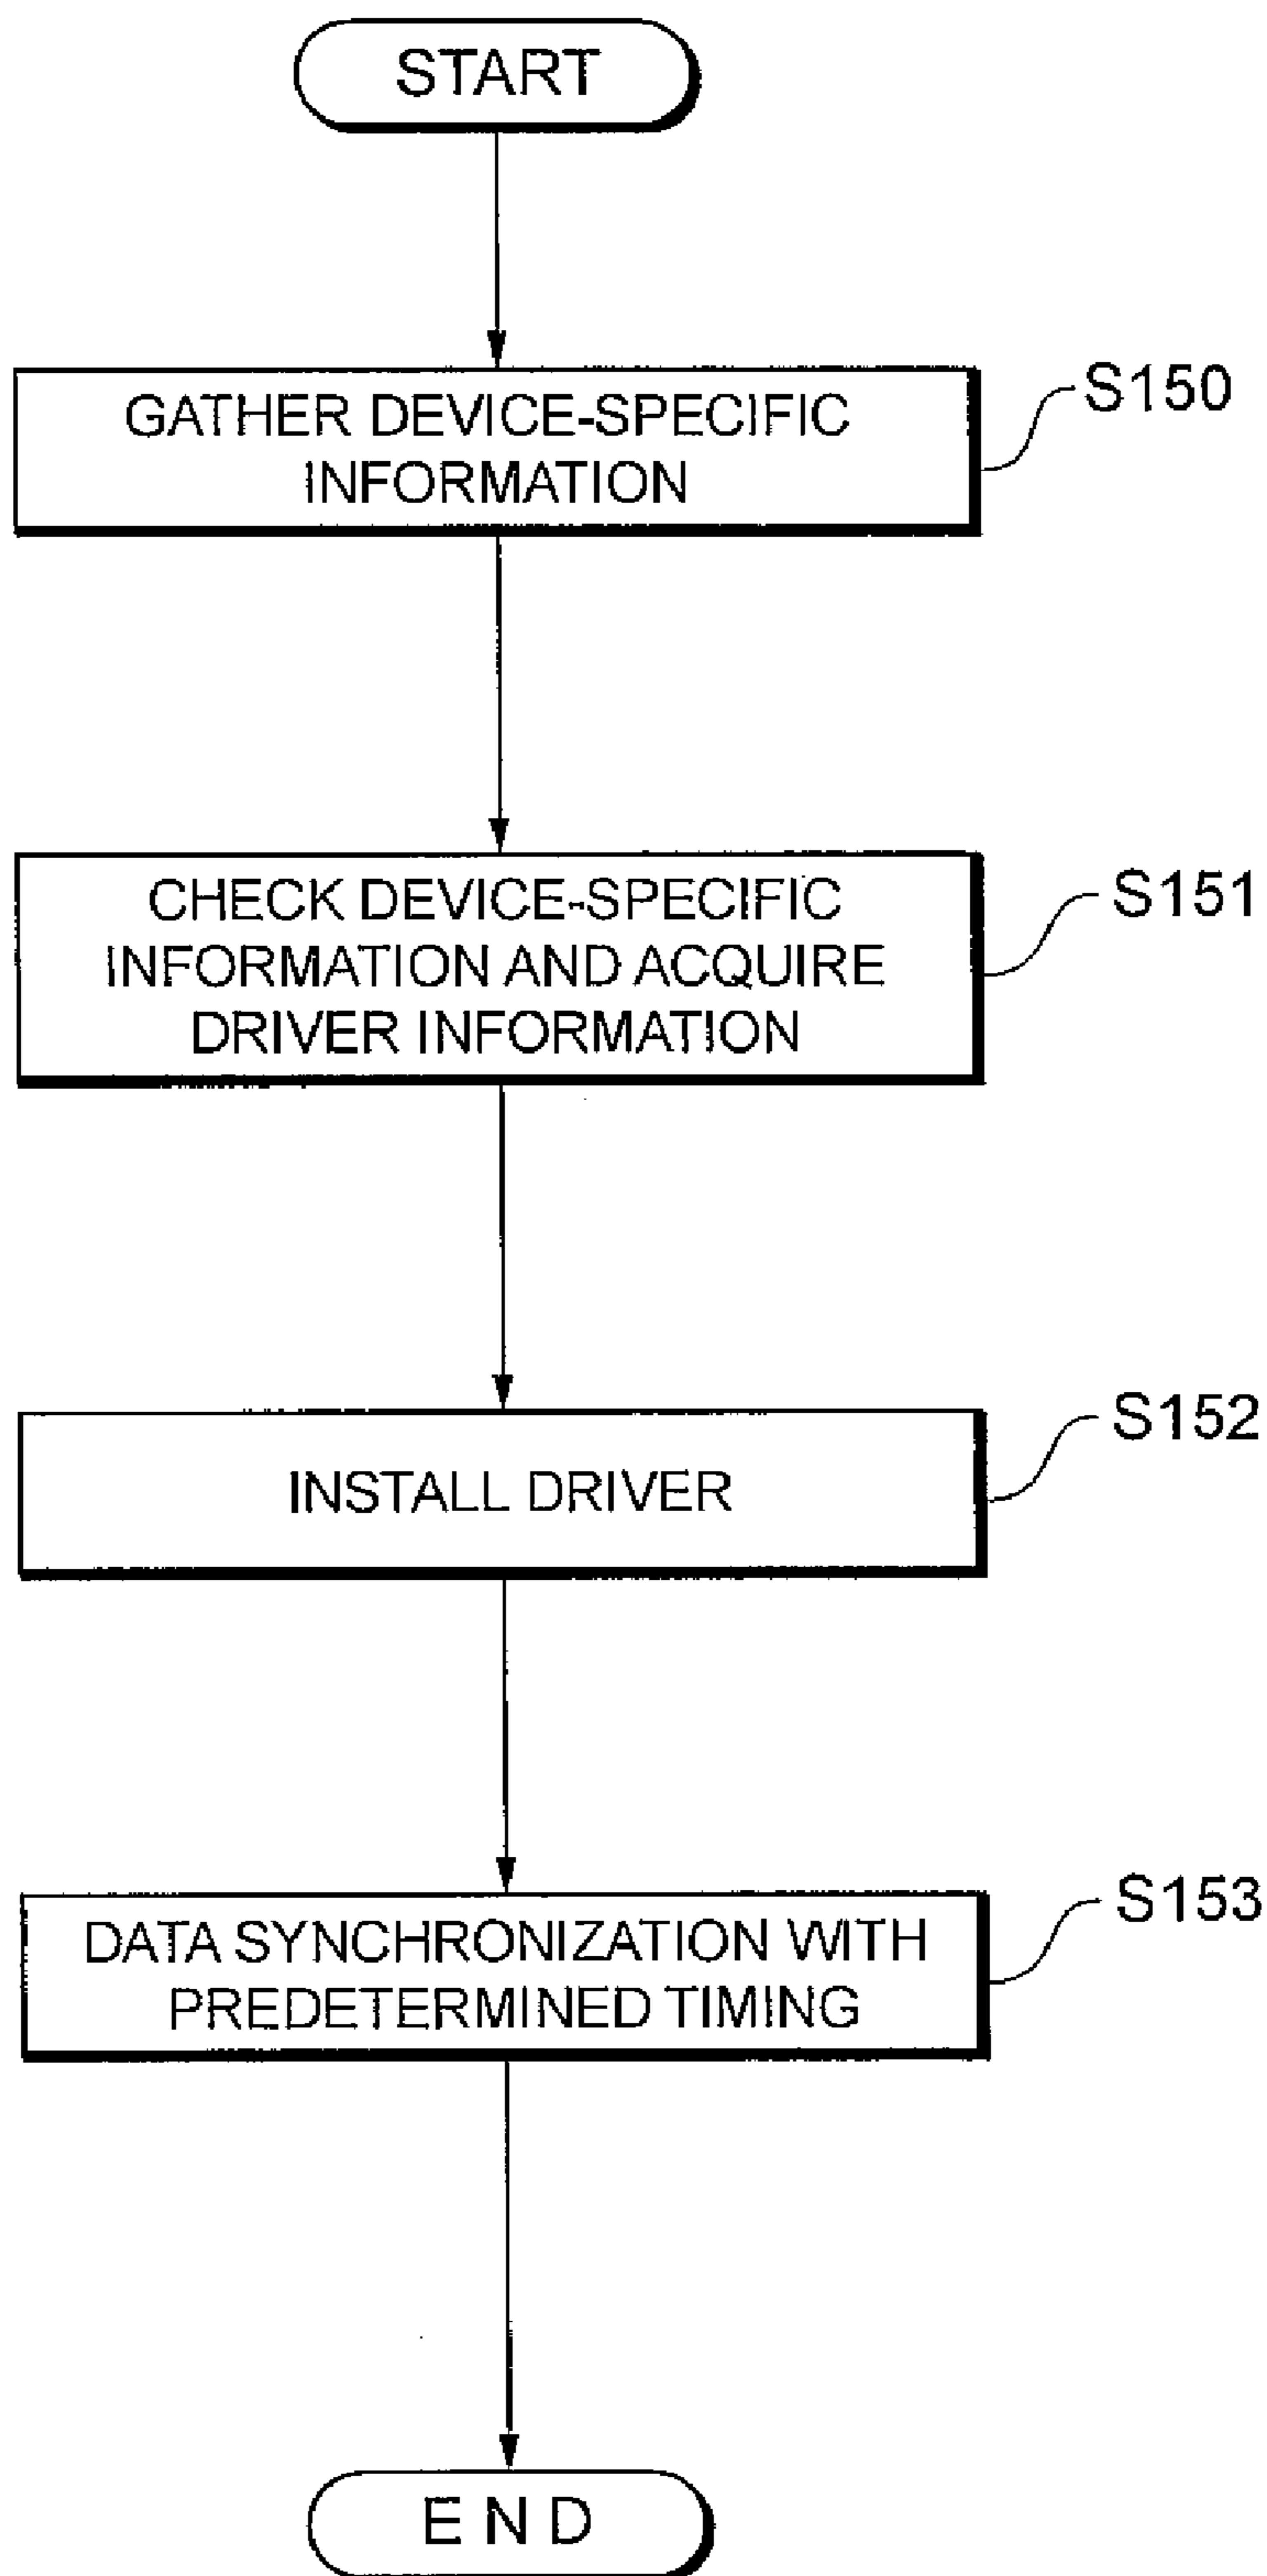 START
GATHER DEVICE-SPECIFIC
INFORMATION
S150
CHECK DEVICE-SPECIFIC
INFORMATION AND ACQUIRE
DRIVER INFORMATION
S151
INSTALL DRIVER
S152
DATA SYNCHRONIZATION WITH
PREDETERMINED TIMING
S153
END